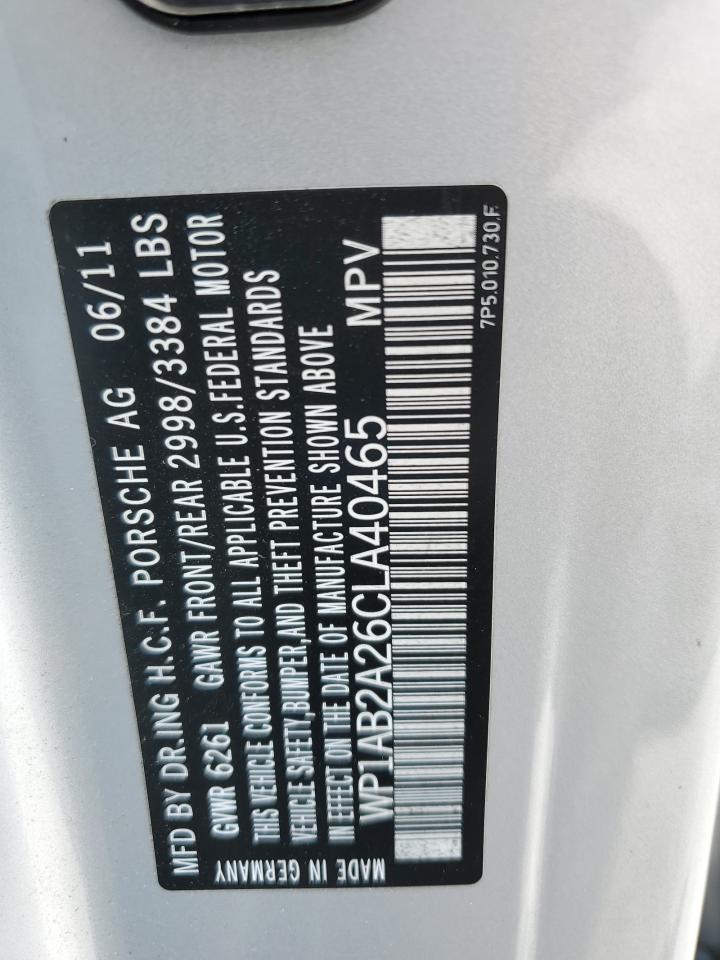 MFD BY DR.ING H.C.F. PORSCHE AG 06/11
GVWR 6261 GAWR FRONT/REAR 2998/3384 LBS
THIS VEHICLE CONFORMS TO ALL APPLICABLE U.S.FEDERAL MOTOR
VEHICLE SAFETY,BUMPER,AND THEFT PREVENTION STANDARDS
IN EFFECT ON THE DATE OF MANUFACTURE SHOWN ABOVE
WP1AB2A26CLA40465 MPV
MADE IN GERMANY
7P5.010.730.F